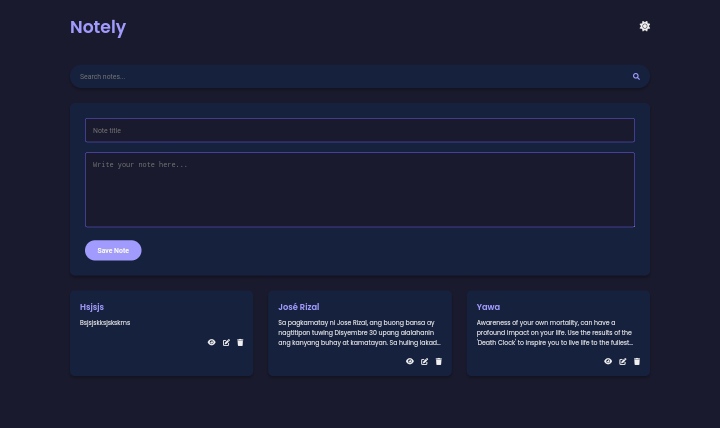 Notely
Search notes...
Note title
Write your note here...
Save Note
Hsjsjs
Bsjsjskksjskskms
José Rizal
Sa pagkamatay ni Jose Rizal, ang buong bansa ay
nagtitipan tuwing Disyembre 30 upang alalahanin
ang kanyang buhay at kamatayan. Sa huling lakad...
Yawa
Awareness of your own mortality, can have a
profound impact on your life. Use the results of the
'Death Clock' to inspire you to live life to the fullest...